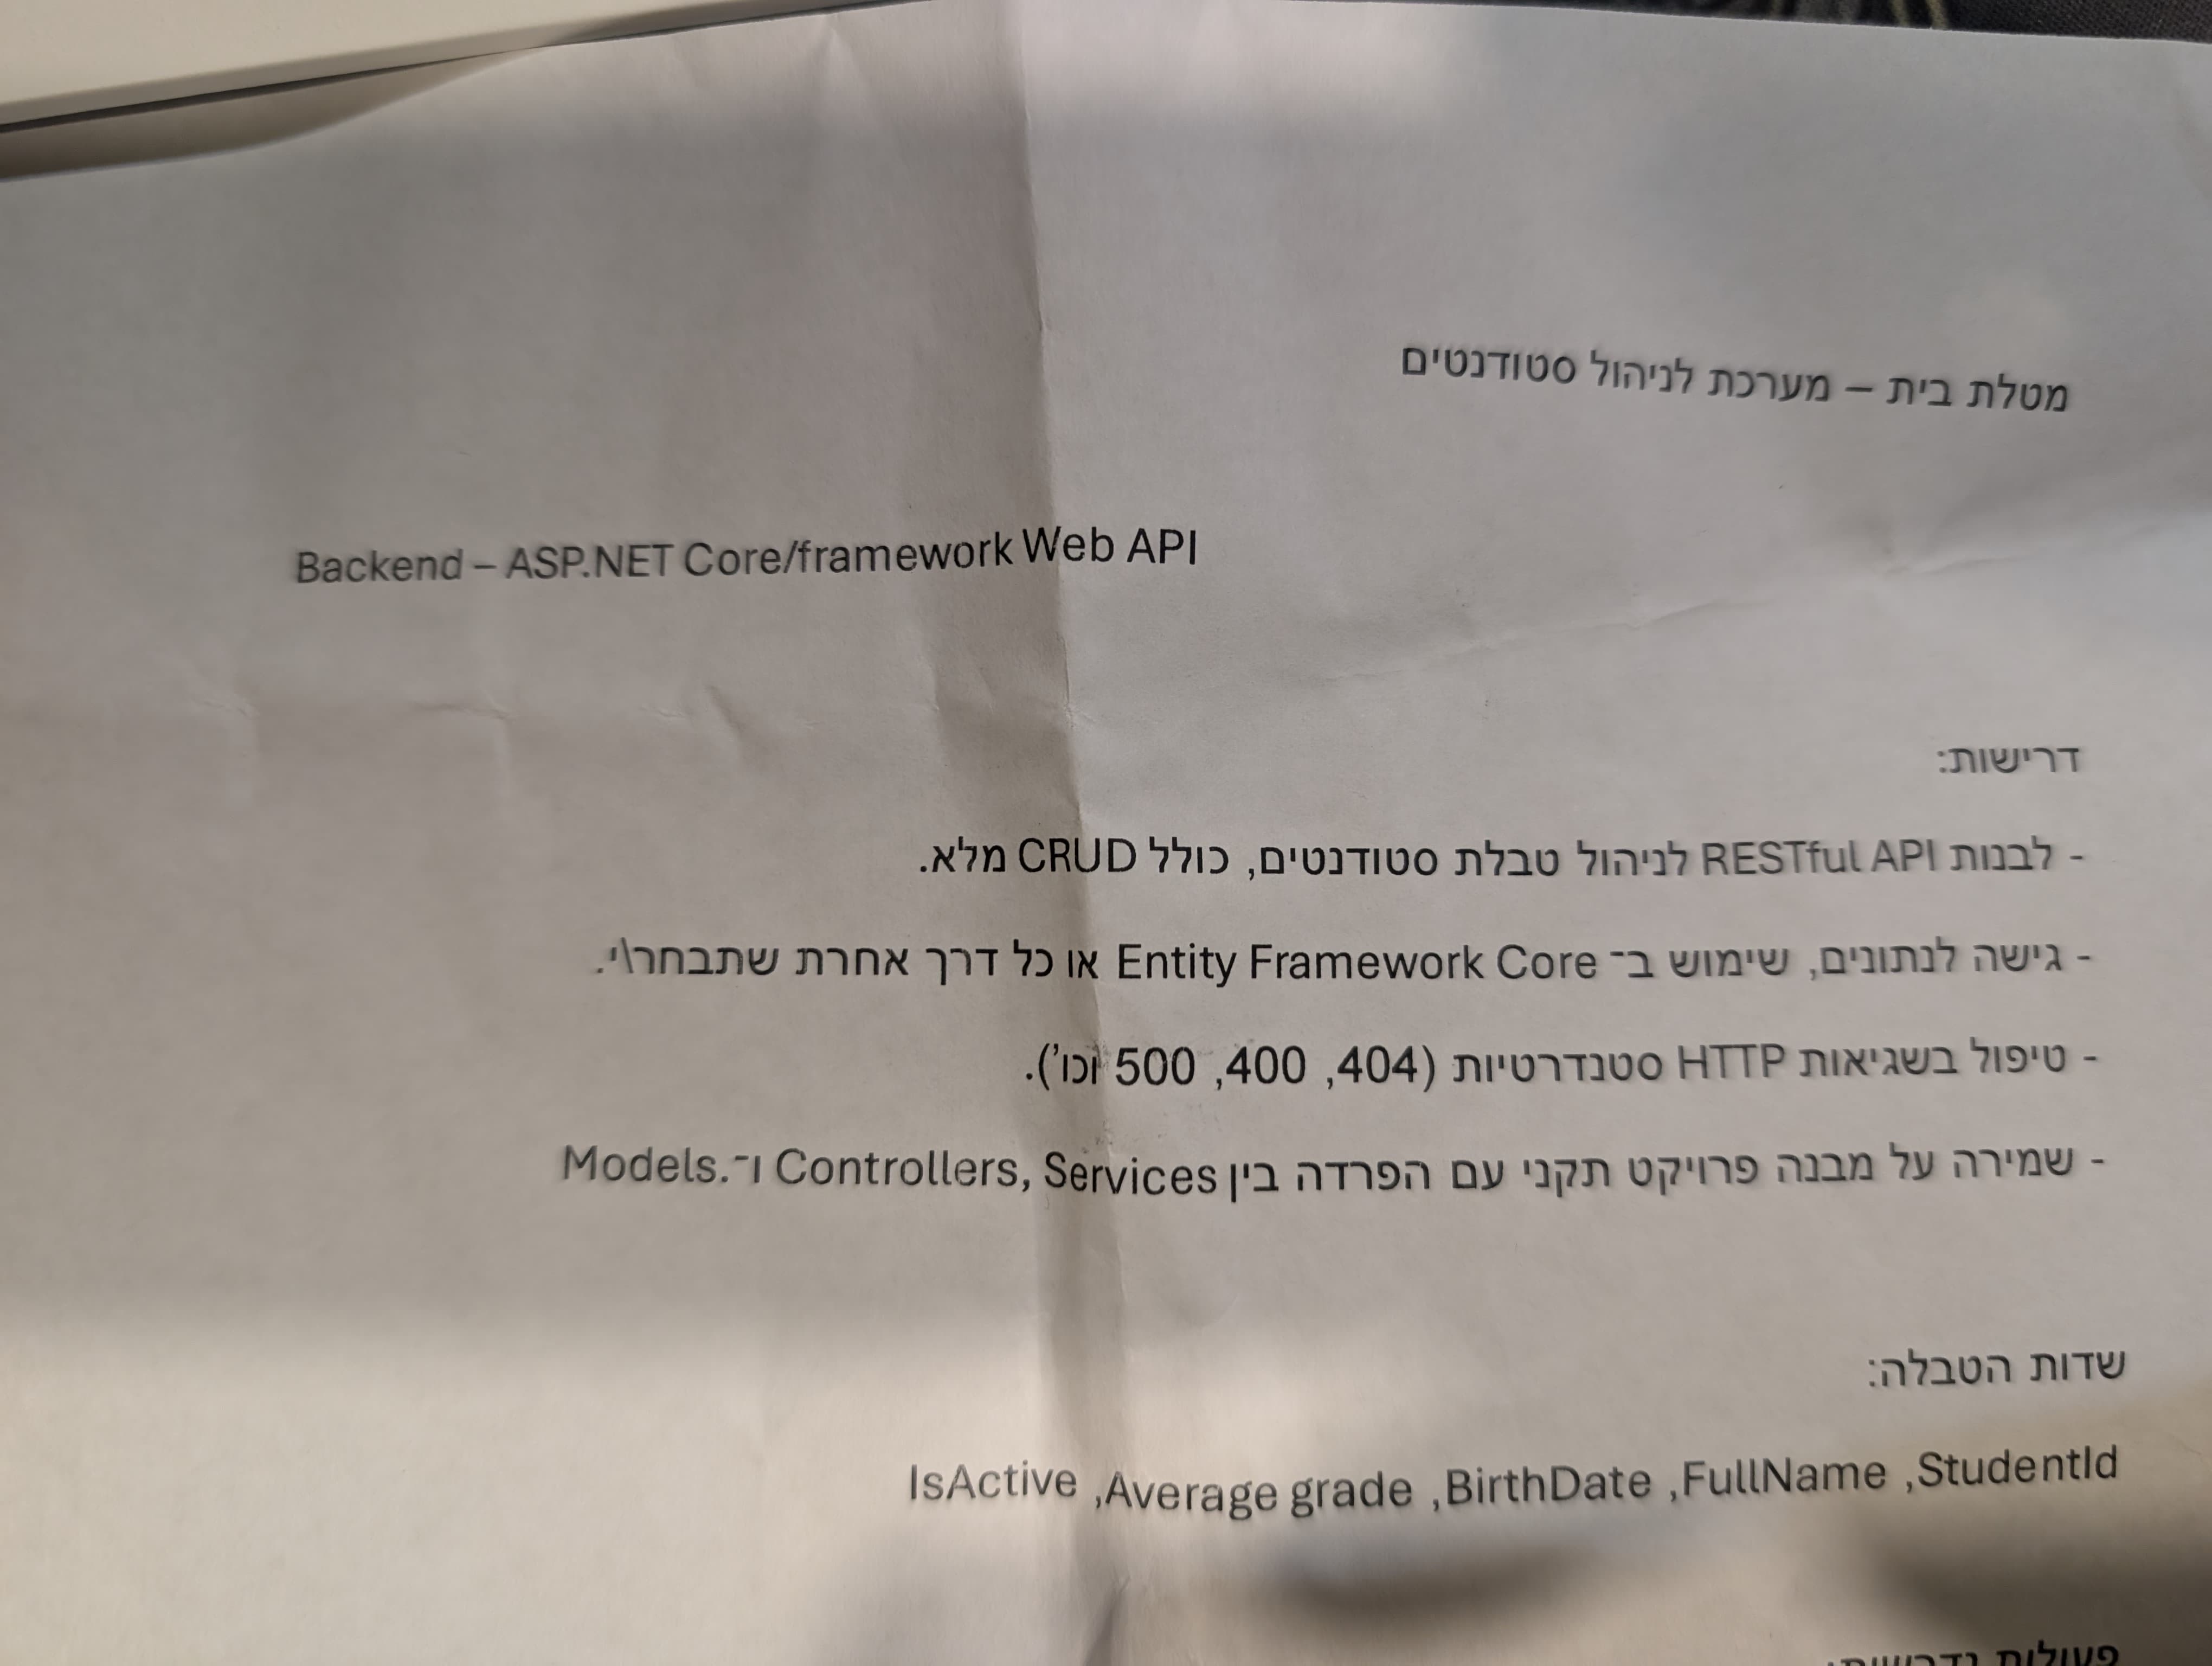 מטלת בית – מערכת לניהול סטודנטים
Backend – ASP.NET Core/framework Web API
דרישות:
- לבנות RESTful API לניהול טבלת סטודנטים, כולל CRUD מלא.
- גישה לנתונים, שימוש ב־ Entity Framework Core או כל דרך אחרת שתבחר\י.
- טיפול בשגיאות HTTP סטנדרטיות (404, 400, 500 וכו').
- שמירה על מבנה פרויקט תקני עם הפרדה בין Controllers, Services ו־.Models
שדות הטבלה:
StudentId, FullName, BirthDate, Average grade, IsActive
פעולות נדרשות: